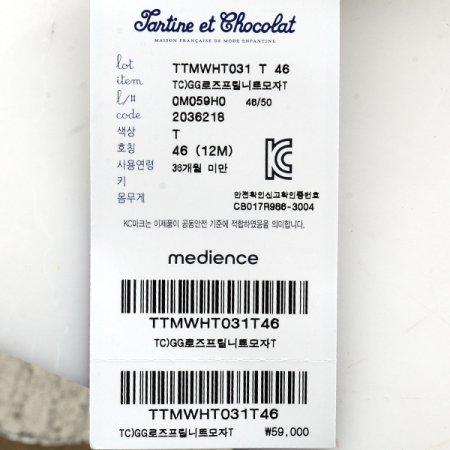 Tartine et Chocolat
MAISON FRANÇAISE DE MODE ENFANTINE
lot TTMWHT031 T 46
item TC)GG로즈프릴니트모자T
l/# 0M059H0 46/50
code 2036218
색상 T
호칭 46 (12M)
사용연령 36개월 미만
키
몸무게
안전확인신고확인증번호
CB017R986-3004
KC마크는 이제품이 공동안전 기준에 적합하였음을 의미합니다.
medience
TTMWHT031T46
TC)GG로즈프릴니트모자T
TTMWHT031T46
TC)GG로즈프릴니트모자T ₩59,000